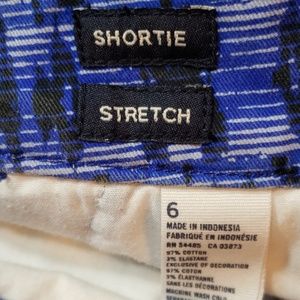 SHORTIE
STRETCH
6
MADE IN INDONESIA
FABRIQUÉ EN INDONÉSIE
RN 54485 CA 03873
97% COTTON
3% ELASTANE
EXCLUSIVE OF DECORATION
97% COTON
3% ÉLASTHANNE
SANS LES DÉCORATIONS
MACHINE WASH COLD